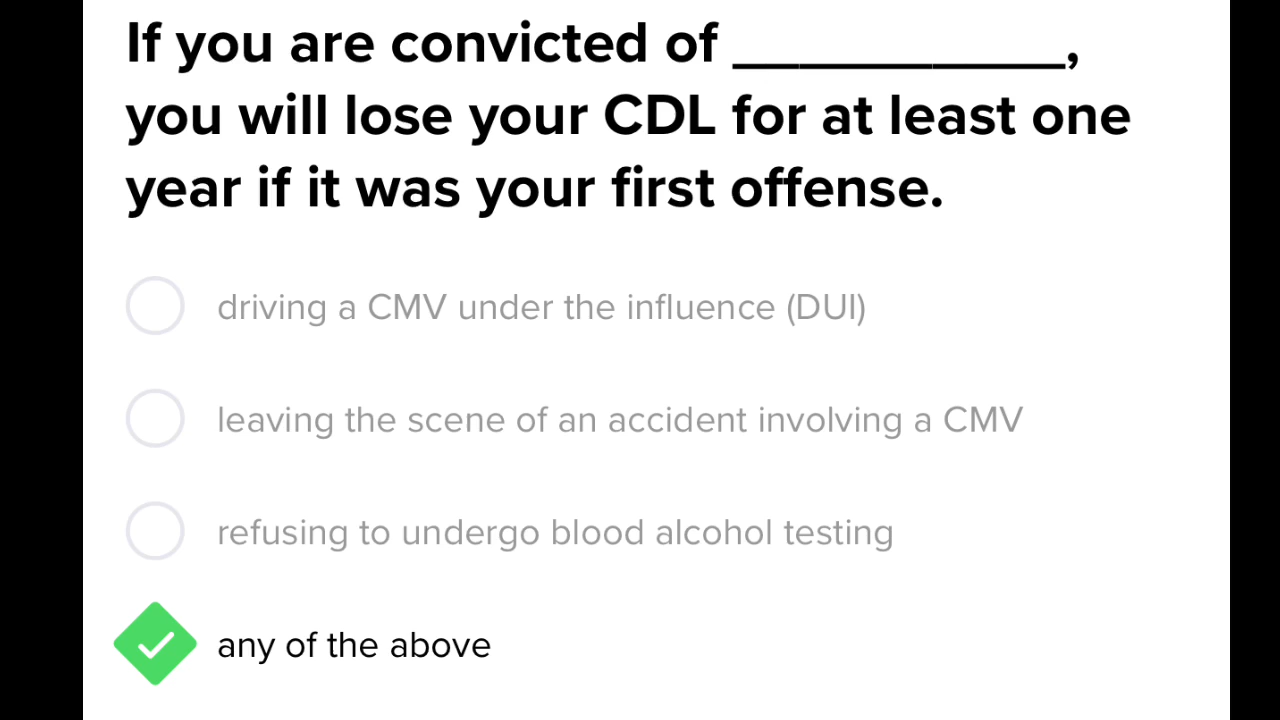 If you are convicted of __________,
you will lose your CDL for at least one
year if it was your first offense.
driving a CMV under the influence (DUI)
leaving the scene of an accident involving a CMV
refusing to undergo blood alcohol testing
any of the above